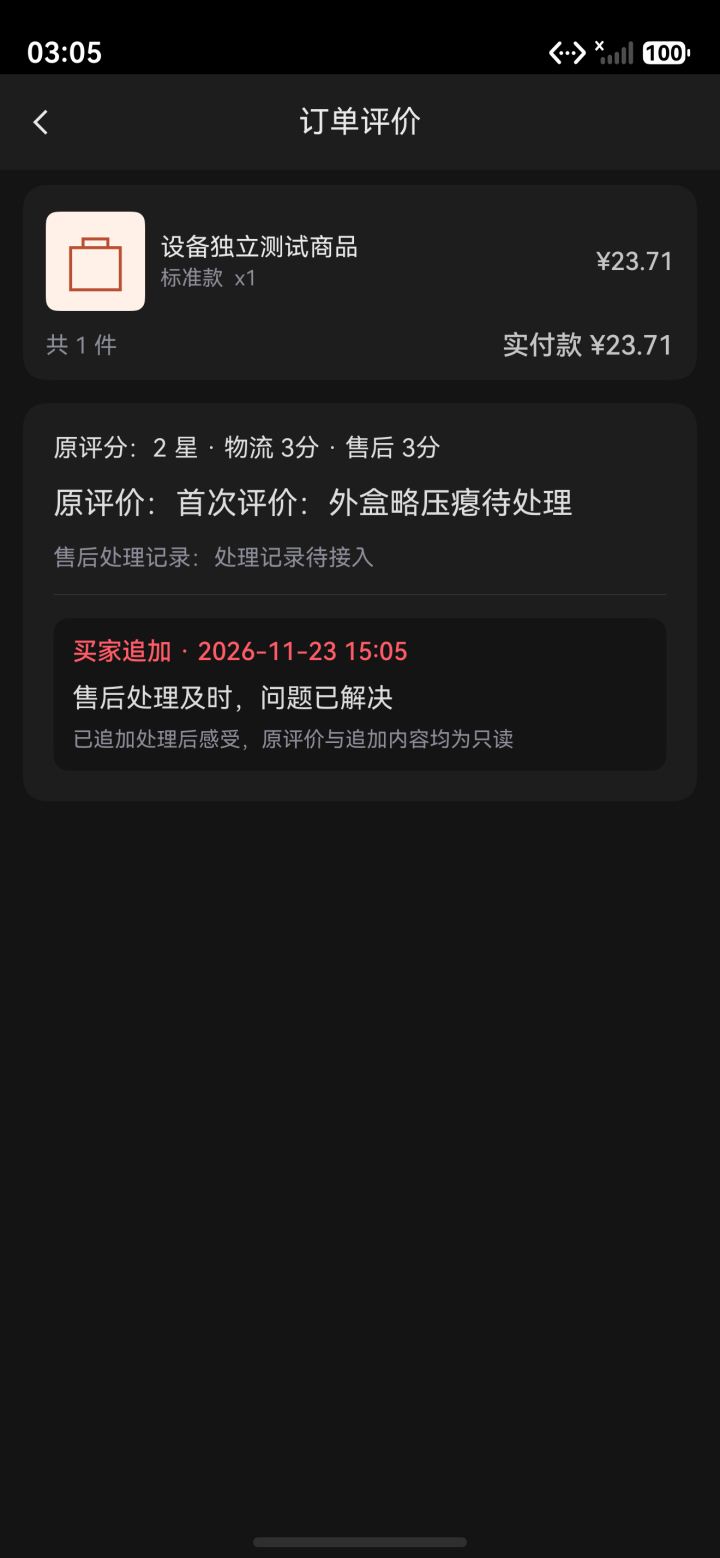 03:05
100
订单评价
设备独立测试商品
¥23.71
标准款 x1
共 1 件
实付款 ¥23.71
原评分：2 星 · 物流 3分 · 售后 3分
原评价：首次评价：外盒略压瘪待处理
售后处理记录：处理记录待接入
买家追加 · 2026-11-23 15:05
售后处理及时，问题已解决
已追加处理后感受，原评价与追加内容均为只读